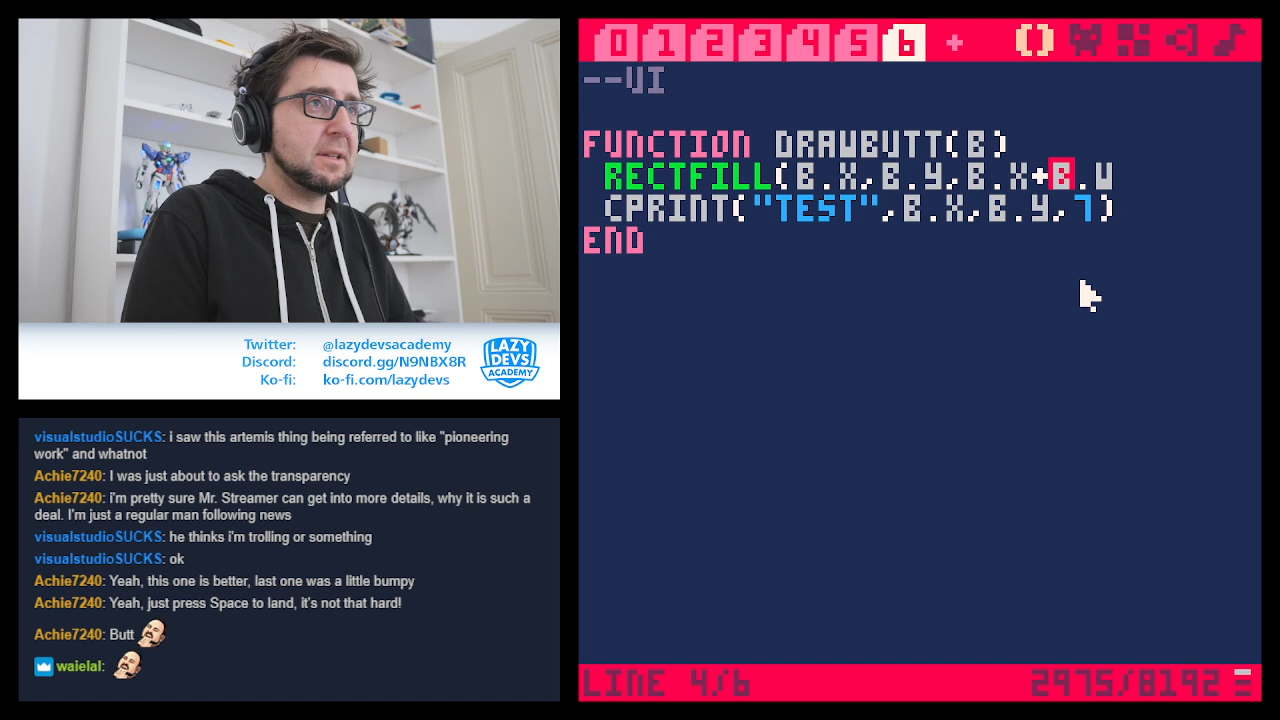 0 1 2 3 4 5 6 +
--UI
FUNCTION DRAWBUTT(B)
RECTFILL(B.X,B.Y,B.X+B.W
CPRINT("TEST",B.X,B.Y,7)
END
LINE 4/6 2975/8192
Twitter: @lazydevsacademy
Discord: discord.gg/N9NBX8R
Ko-fi: ko-fi.com/lazydevs
LAZY
DEVS
ACADEMY
visualstudioSUCKS: i saw this artemis thing being referred to like "pioneering
work" and whatnot
Achie7240: I was just about to ask the transparency
Achie7240: i'm pretty sure Mr. Streamer can get into more details, why it is such a
deal. I'm just a regular man following news
visualstudioSUCKS: he thinks i'm trolling or something
visualstudioSUCKS: ok
Achie7240: Yeah, this one is better, last one was a little bumpy
Achie7240: Yeah, just press Space to land, it's not that hard!
Achie7240: Butt
waielal: